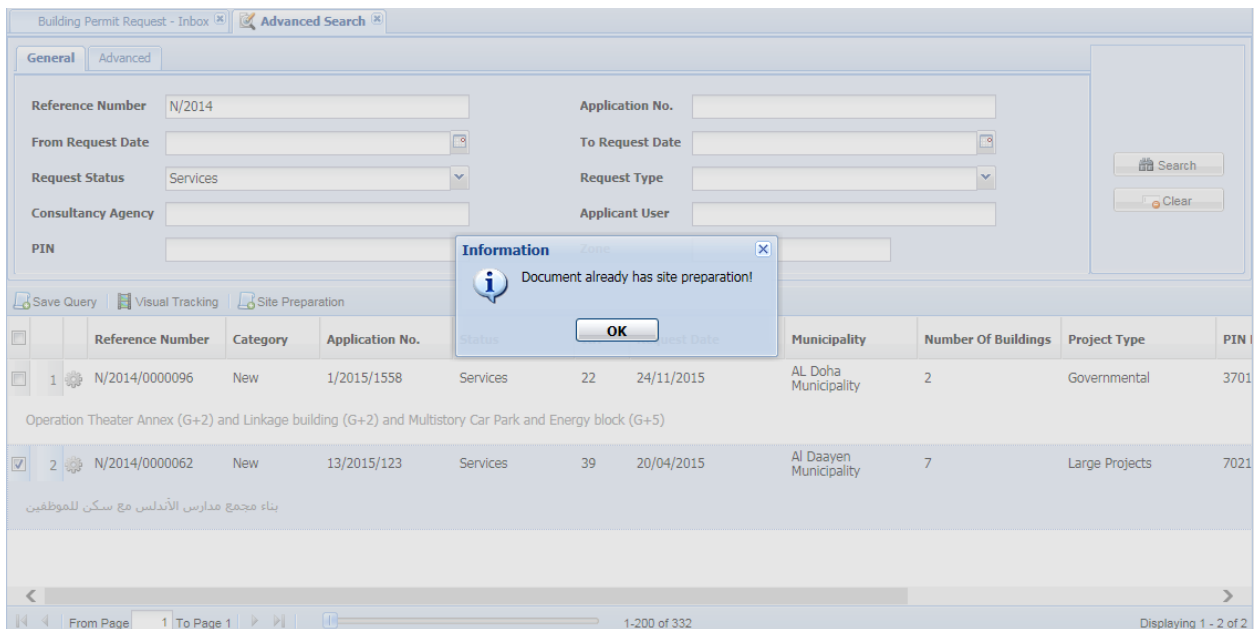 Building Permit Request - Inbox Advanced Search
General Advanced
Reference Number N/2014 Application No.
From Request Date To Request Date
Search
Request Status Services Request Type
Clear
Consultancy Agency Applicant User
PIN Zone
Information
Document already has site preparation!
OK
Save Query Visual Tracking Site Preparation
Reference Number Category Application No. Status Request Date Municipality Number Of Buildings Project Type PIN
1 N/2014/0000096 New 1/2015/1558 Services 22 24/11/2015 AL Doha Municipality 2 Governmental 3701
Operation Theater Annex (G+2) and Linkage building (G+2) and Multistory Car Park and Energy block (G+5)
2 N/2014/0000062 New 13/2015/123 Services 39 20/04/2015 Al Daayen Municipality 7 Large Projects 7021
بناء مجمع مدارس الأندلس مع سكن للموظفين
From Page 1 To Page 1 1-200 of 332 Displaying 1 - 2 of 2